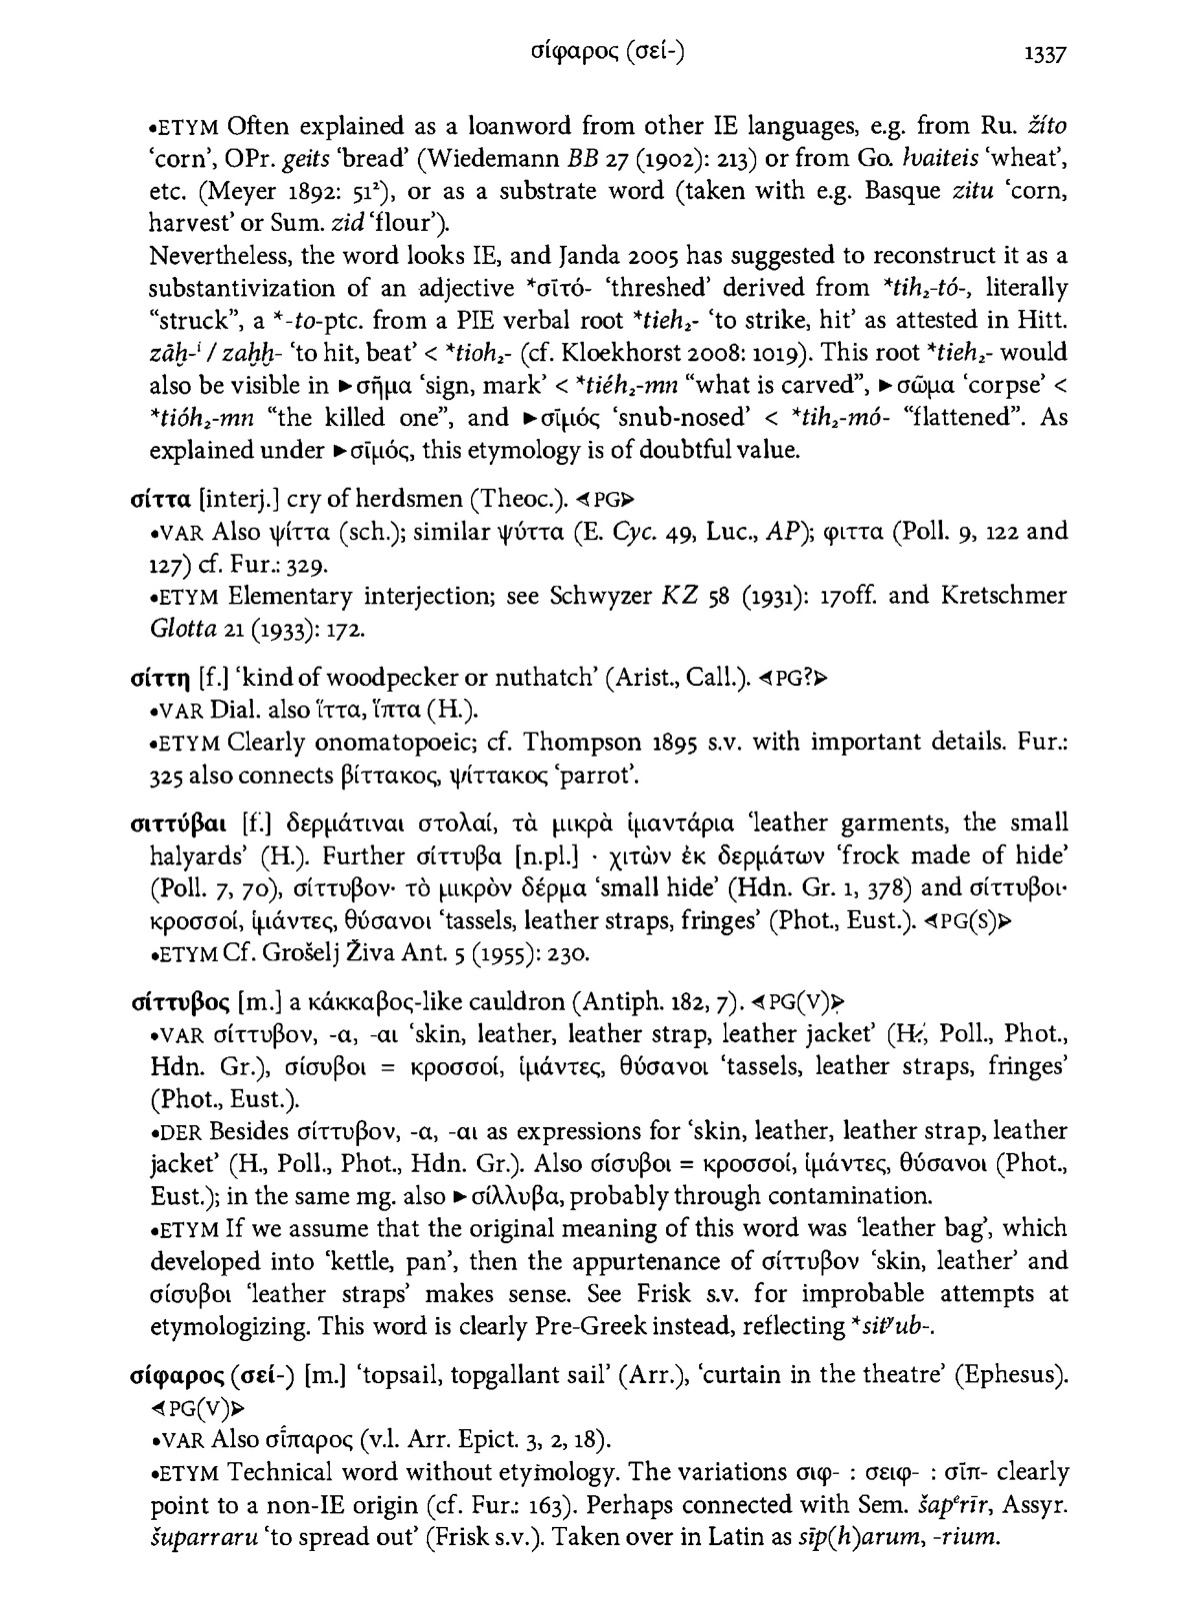 σίφαρος (σεί-)
1337
•ETYM Often explained as a loanword from other IE languages, e.g. from Ru. žíto
‘corn’, OPr. geits ‘bread’ (Wiedemann BB 27 (1902): 213) or from Go. ƕaiteis ‘wheat’,
etc. (Meyer 1892: 51²), or as a substrate word (taken with e.g. Basque zitu ‘corn,
harvest’ or Sum. zid ‘flour’).
Nevertheless, the word looks IE, and Janda 2005 has suggested to reconstruct it as a
substantivization of an adjective *σῑτό- ‘threshed’ derived from *tih₂-tó-, literally
“struck”, a *-to-ptc. from a PIE verbal root *tieh₂- ‘to strike, hit’ as attested in Hitt.
zāḫ-ⁱ / zaḫḫ- ‘to hit, beat’ < *tioh₂- (cf. Kloekhorst 2008: 1019). This root *tieh₂- would
also be visible in ►σῆμα ‘sign, mark’ < *tiéh₂-mn “what is carved”, ►σῶμα ‘corpse’ <
*tióh₂-mn “the killed one”, and ►σῑμός ‘snub-nosed’ < *tih₂-mó- “flattened”. As
explained under ►σῑμός, this etymology is of doubtful value.
σίττα [interj.] cry of herdsmen (Theoc.). ⊲PG⊳
•VAR Also ψίττα (sch.); similar ψύττα (E. Cyc. 49, Luc., AP); φιττα (Poll. 9, 122 and
127) cf. Fur.: 329.
•ETYM Elementary interjection; see Schwyzer KZ 58 (1931): 170ff. and Kretschmer
Glotta 21 (1933): 172.
σίττη [f.] ‘kind of woodpecker or nuthatch’ (Arist., Call.). ⊲PG?⊳
•VAR Dial. also ἵττα, ἵπτα (H.).
•ETYM Clearly onomatopoeic; cf. Thompson 1895 s.v. with important details. Fur.:
325 also connects βίττακος, ψίττακος ‘parrot’.
σιττύβαι [f.] δερμάτιναι στολαί, τὰ μικρὰ ἱμαντάρια ‘leather garments, the small
halyards’ (H.). Further σίττυβα [n.pl.] · χιτὼν ἐκ δερμάτων ‘frock made of hide’
(Poll. 7, 70), σίττυβον· τὸ μικρὸν δέρμα ‘small hide’ (Hdn. Gr. 1, 378) and σίττυβοι·
κροσσοί, ἱμάντες, θύσανοι ‘tassels, leather straps, fringes’ (Phot., Eust.). ⊲PG(S)⊳
•ETYM Cf. Grošelj Živa Ant. 5 (1955): 230.
σίττυβος [m.] a κάκκαβος-like cauldron (Antiph. 182, 7). ⊲PG(V)⊳
•VAR σίττυβον, -α, -αι ‘skin, leather, leather strap, leather jacket’ (H., Poll., Phot.,
Hdn. Gr.), σίσυβοι = κροσσοί, ἱμάντες, θύσανοι ‘tassels, leather straps, fringes’
(Phot., Eust.).
•DER Besides σίττυβον, -α, -αι as expressions for ‘skin, leather, leather strap, leather
jacket’ (H., Poll., Phot., Hdn. Gr.). Also σίσυβοι = κροσσοί, ἱμάντες, θύσανοι (Phot.,
Eust.); in the same mg. also ►σίλλυβα, probably through contamination.
•ETYM If we assume that the original meaning of this word was ‘leather bag’, which
developed into ‘kettle, pan’, then the appurtenance of σίττυβον ‘skin, leather’ and
σίσυβοι ‘leather straps’ makes sense. See Frisk s.v. for improbable attempts at
etymologizing. This word is clearly Pre-Greek instead, reflecting *sitʸub-.
σίφαρος (σεί-) [m.] ‘topsail, topgallant sail’ (Arr.), ‘curtain in the theatre’ (Ephesus).
⊲PG(V)⊳
•VAR Also σῑ́παρος (v.l. Arr. Epict. 3, 2, 18).
•ETYM Technical word without etymology. The variations σιφ- : σειφ- : σῑπ- clearly
point to a non-IE origin (cf. Fur.: 163). Perhaps connected with Sem. šapᵉrīr, Assyr.
šuparraru ‘to spread out’ (Frisk s.v.). Taken over in Latin as sīp(h)arum, -rium.